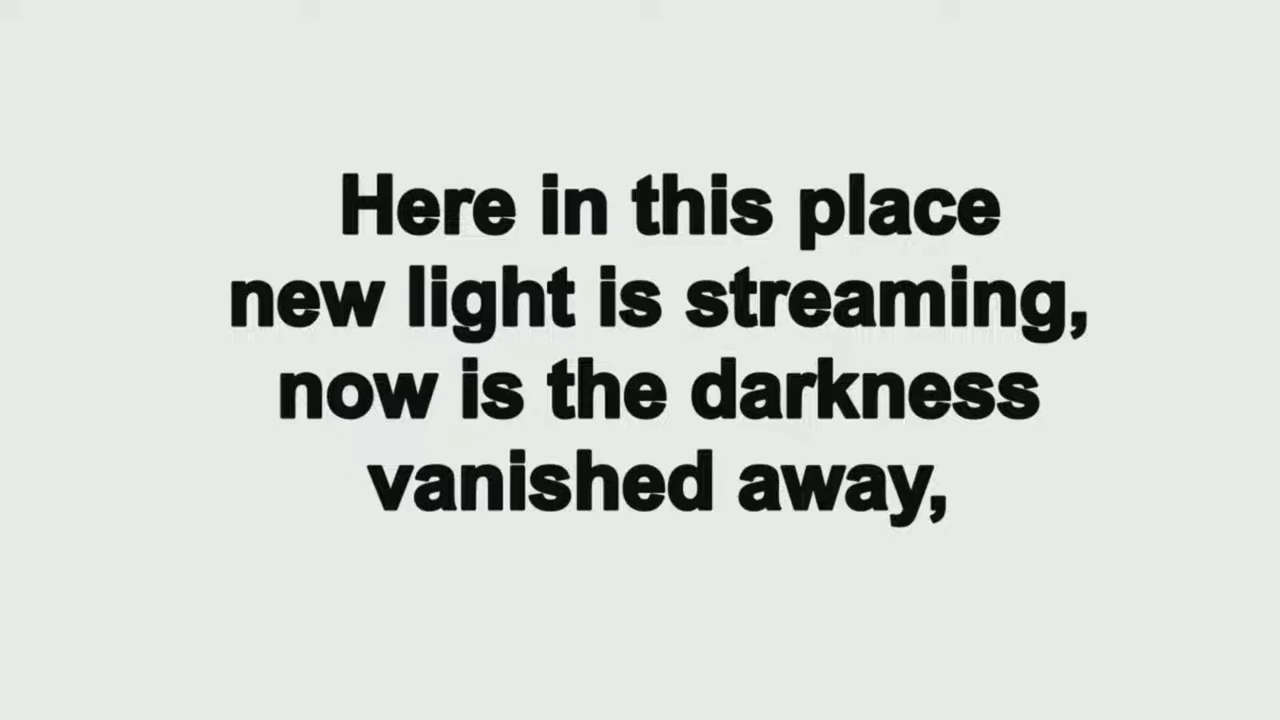 Here in this place
new light is streaming,
now is the darkness
vanished away,